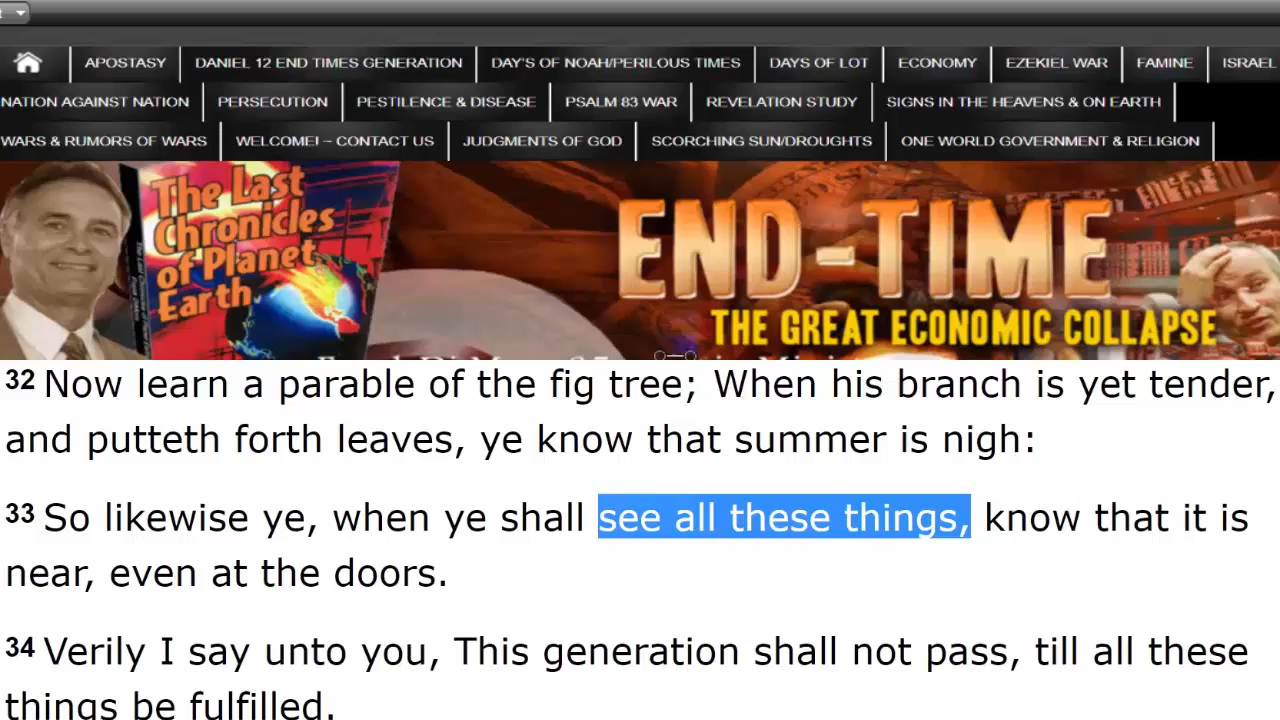 APOSTASY DANIEL 12 END TIMES GENERATION DAY'S OF NOAH/PERILOUS TIMES DAYS OF LOT ECONOMY EZEKIEL WAR FAMINE ISRAEL
NATION AGAINST NATION PERSECUTION PESTILENCE & DISEASE PSALM 83 WAR REVELATION STUDY SIGNS IN THE HEAVENS & ON EARTH
WARS & RUMORS OF WARS WELCOME! – CONTACT US JUDGMENTS OF GOD SCORCHING SUN/DROUGHTS ONE WORLD GOVERNMENT & RELIGION
The Last
Chronicles
of Planet
Earth
END-TIME
THE GREAT ECONOMIC COLLAPSE
32 Now learn a parable of the fig tree; When his branch is yet tender,
and putteth forth leaves, ye know that summer is nigh:
33 So likewise ye, when ye shall see all these things, know that it is
near, even at the doors.
34 Verily I say unto you, This generation shall not pass, till all these
things be fulfilled.